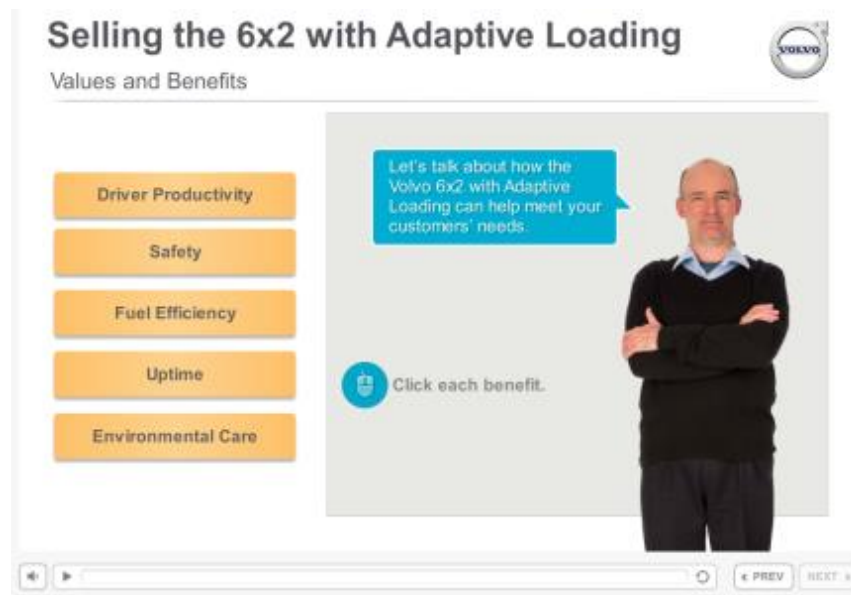 Selling the 6x2 with Adaptive Loading
VOLVO
Values and Benefits
Driver Productivity
Safety
Fuel Efficiency
Uptime
Environmental Care
Let's talk about how the
Volvo 6x2 with Adaptive
Loading can help meet your
customers' needs.
Click each benefit.
PREV
NEXT